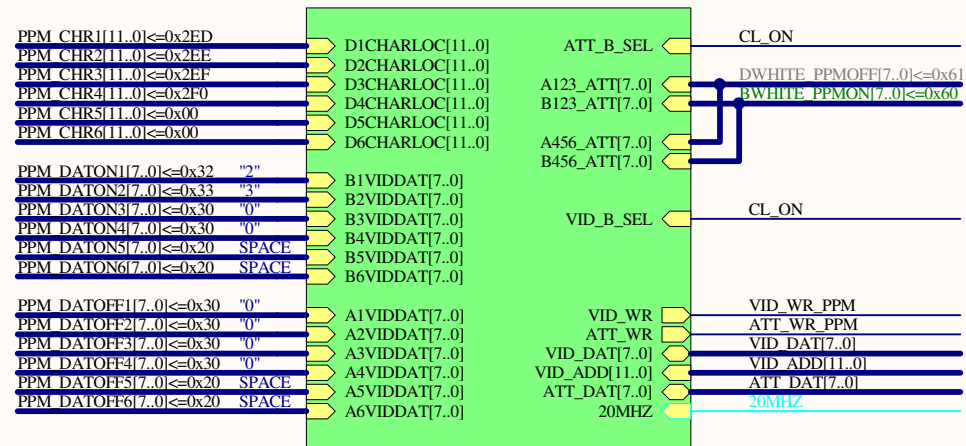 PPM_CHR1[11..0]<=0x2ED D1CHARLOC[11..0] ATT_B_SEL CL_ON
PPM_CHR2[11..0]<=0x2EE D2CHARLOC[11..0]
PPM_CHR3[11..0]<=0x2EF D3CHARLOC[11..0] A123_ATT[7..0] DWHITE_PPMOFF[7..0]<=0x61
PPM_CHR4[11..0]<=0x2F0 D4CHARLOC[11..0] B123_ATT[7..0] BWHITE_PPMON[7..0]<=0x60
PPM_CHR5[11..0]<=0x00 D5CHARLOC[11..0]
PPM_CHR6[11..0]<=0x00 D6CHARLOC[11..0] A456_ATT[7..0]
B456_ATT[7..0]
PPM_DATON1[7..0]<=0x32 "2" B1VIDDAT[7..0]
PPM_DATON2[7..0]<=0x33 "3" B2VIDDAT[7..0]
PPM_DATON3[7..0]<=0x30 "0" B3VIDDAT[7..0] VID_B_SEL CL_ON
PPM_DATON4[7..0]<=0x30 "0" B4VIDDAT[7..0]
PPM_DATON5[7..0]<=0x20 SPACE B5VIDDAT[7..0]
PPM_DATON6[7..0]<=0x20 SPACE B6VIDDAT[7..0]
PPM_DATOFF1[7..0]<=0x30 "0" A1VIDDAT[7..0] VID_WR VID_WR_PPM
PPM_DATOFF2[7..0]<=0x30 "0" A2VIDDAT[7..0] ATT_WR ATT_WR_PPM
PPM_DATOFF3[7..0]<=0x30 "0" A3VIDDAT[7..0] VID_DAT[7..0] VID_DAT[7..0]
PPM_DATOFF4[7..0]<=0x30 "0" A4VIDDAT[7..0] VID_ADD[11..0] VID_ADD[11..0]
PPM_DATOFF5[7..0]<=0x20 SPACE A5VIDDAT[7..0] ATT_DAT[7..0] ATT_DAT[7..0]
PPM_DATOFF6[7..0]<=0x20 SPACE A6VIDDAT[7..0] 20MHZ 20MHZ